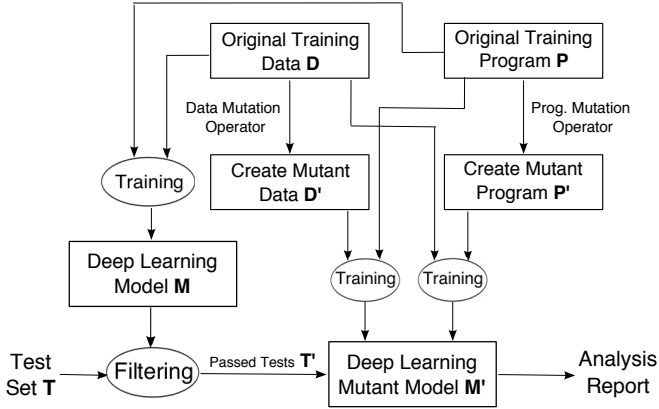 Original Training
Data D
Original Training
Program P
Data Mutation
Operator
Prog. Mutation
Operator
Training
Create Mutant
Data D'
Create Mutant
Program P'
Deep Learning
Model M
Training
Training
Test
Set T
Filtering
Passed Tests T'
Deep Learning
Mutant Model M'
Analysis
Report